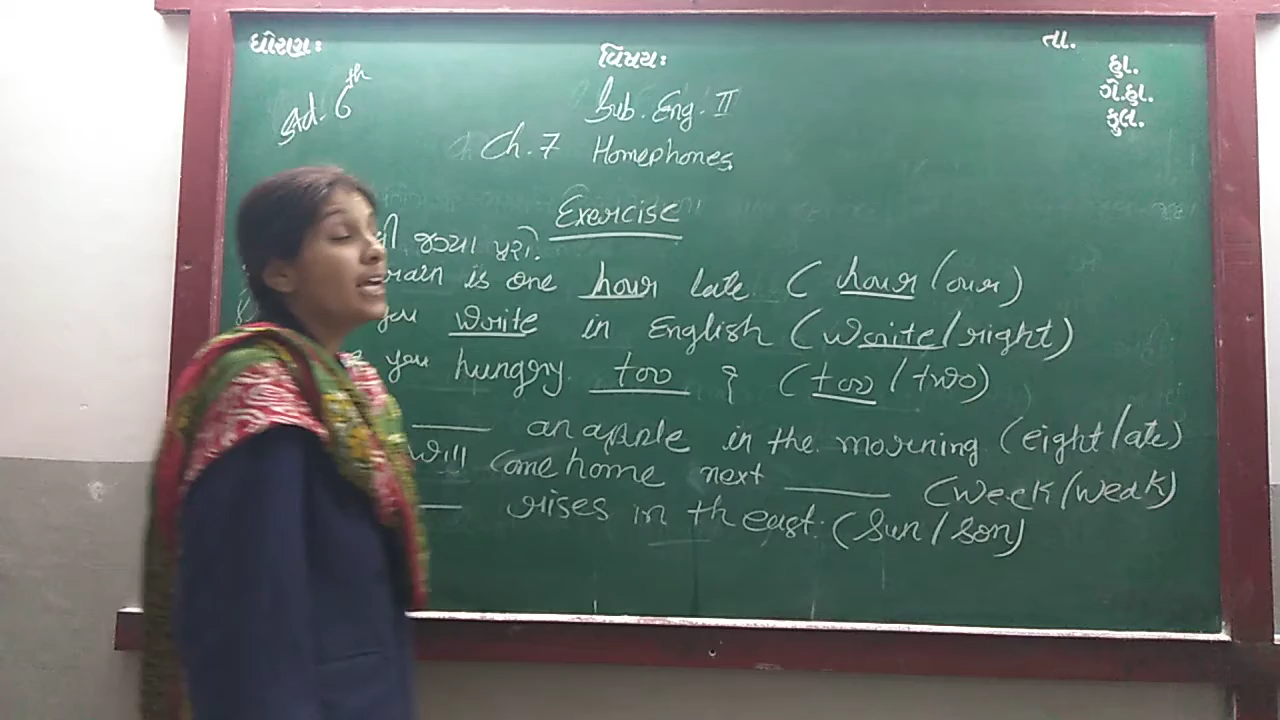 ધોરણ:
વિષય:
તા.
હા.
ગે.હા.
કુલ.
Std. 6th
Sub. Eng. II
Ch. 7 Homephones
Exercise
જગ્યા પૂરો.
rain is one hour late (hour/our)
you write in English (write/right)
you hungry too ? (too/two)
____ an apple in the morning (eight/ate)
will come home next ____ (week/weak)
____ rises in th east. (Sun/Son)